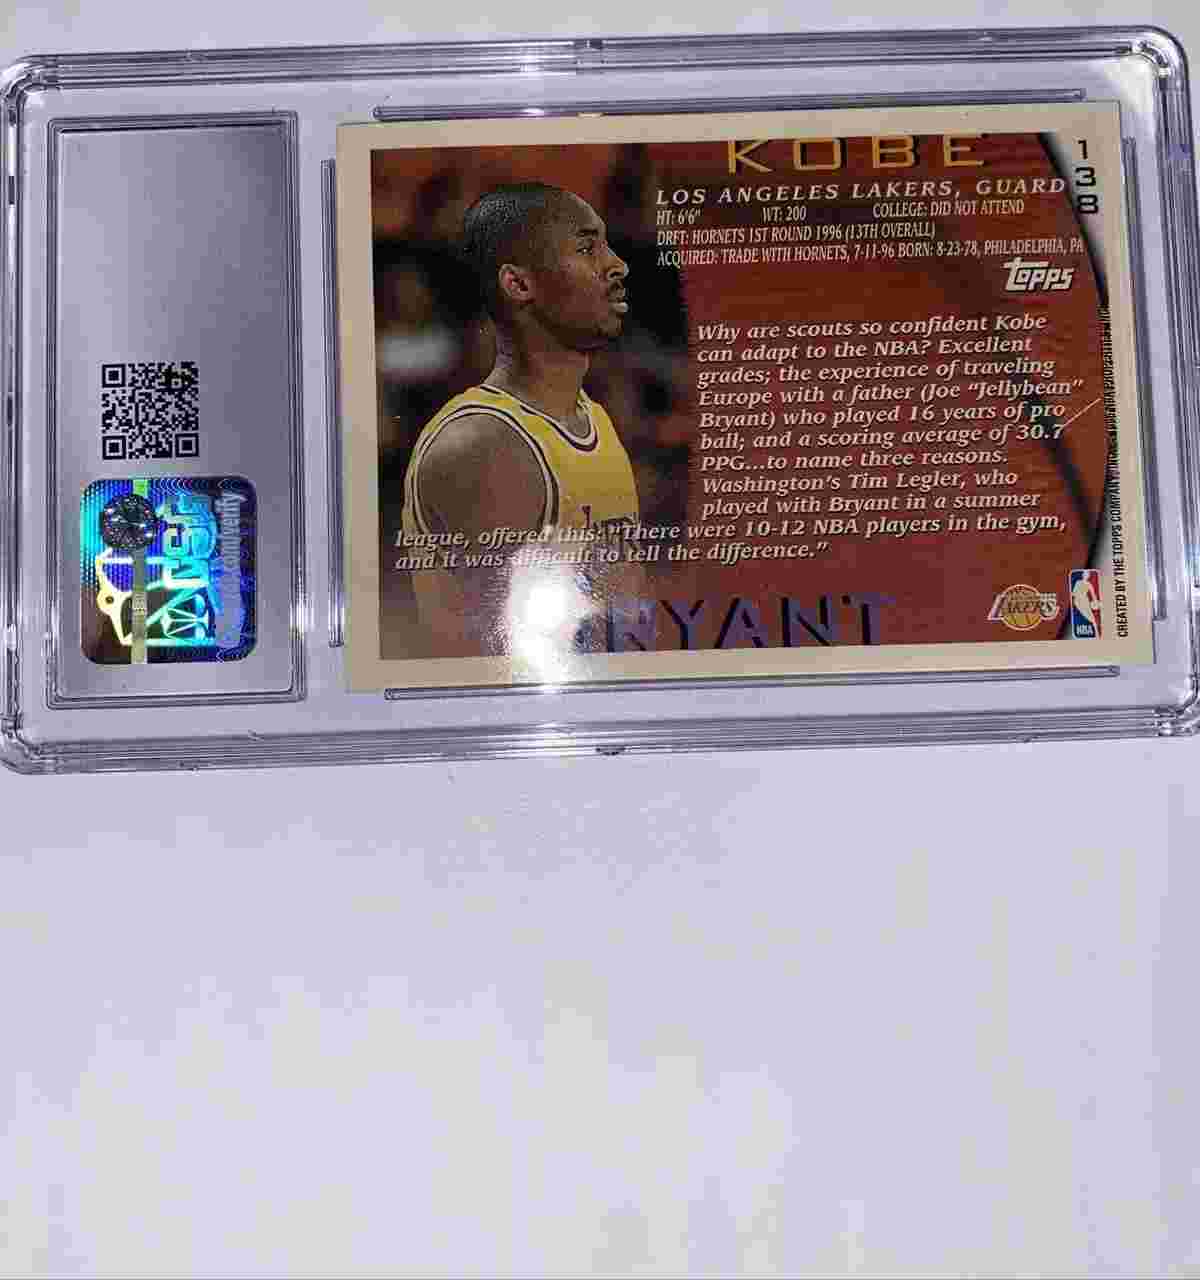 KOBE
138
LOS ANGELES LAKERS, GUARD
HT: 6'6" WT: 200 COLLEGE: DID NOT ATTEND
DRFT: HORNETS 1ST ROUND 1996 (13TH OVERALL)
ACQUIRED: TRADE WITH HORNETS, 7-11-96 BORN: 8-23-78, PHILADELPHIA, PA
Topps
Why are scouts so confident Kobe
can adapt to the NBA? Excellent
grades; the experience of traveling
Europe with a father (Joe "Jellybean"
Bryant) who played 16 years of pro
ball; and a scoring average of 30.7
PPG...to name three reasons.
Washington's Tim Legler, who
played with Bryant in a summer
league, offered this: "There were 10-12 NBA players in the gym,
and it was difficult to tell the difference."
BRYANT
LAKERS
NBA
CREATED BY THE TOPPS COMPANY